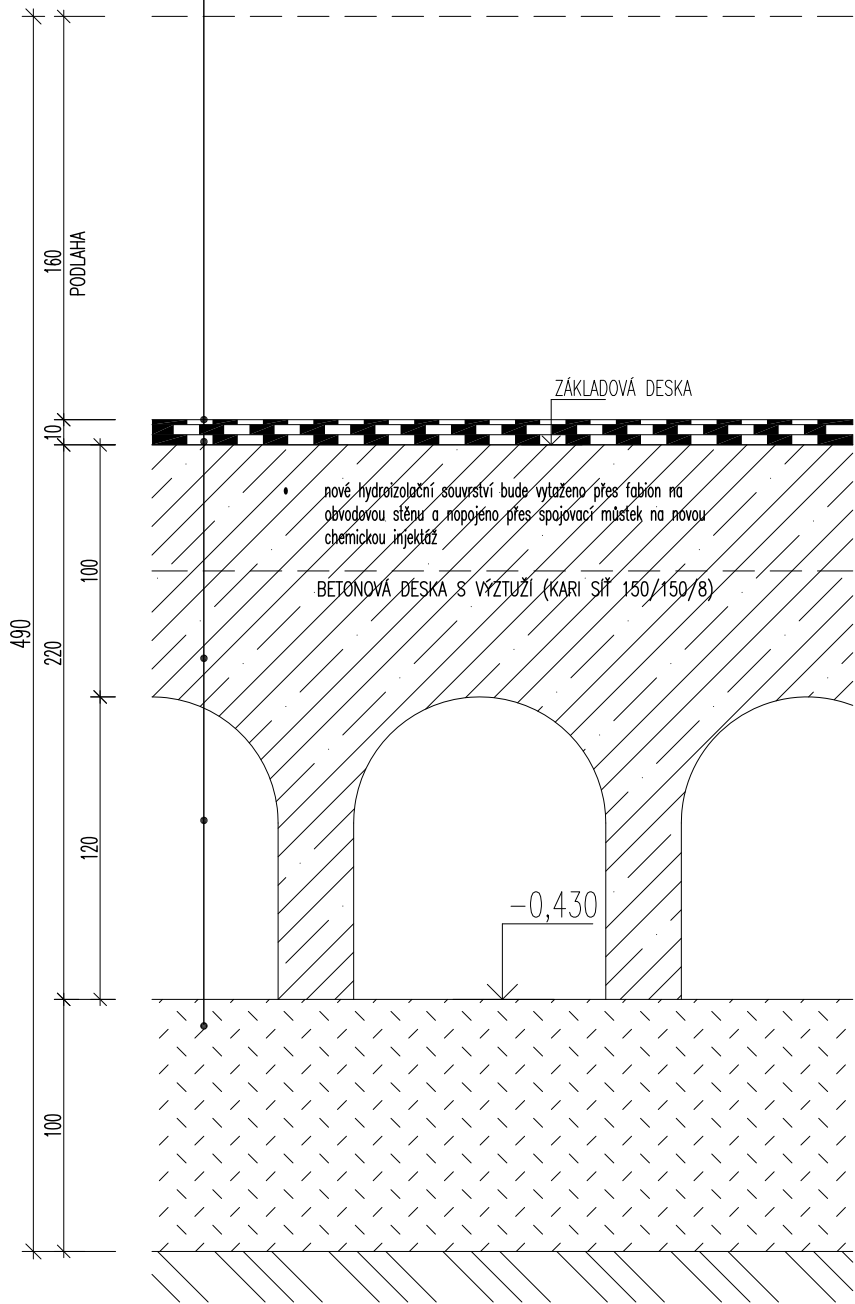 160
PODLAHA
ZÁKLADOVÁ DESKA
10
nové hydroizolační souvrství bude vytaženo přes fabion na
obvodovou stěnu a nopojeno přes spojovací můstek na novou
chemickou injektáž
100
BETONOVÁ DESKA S VÝZTUŽÍ (KARI SÍŤ 150/150/8)
490
220
120
-0,430
100